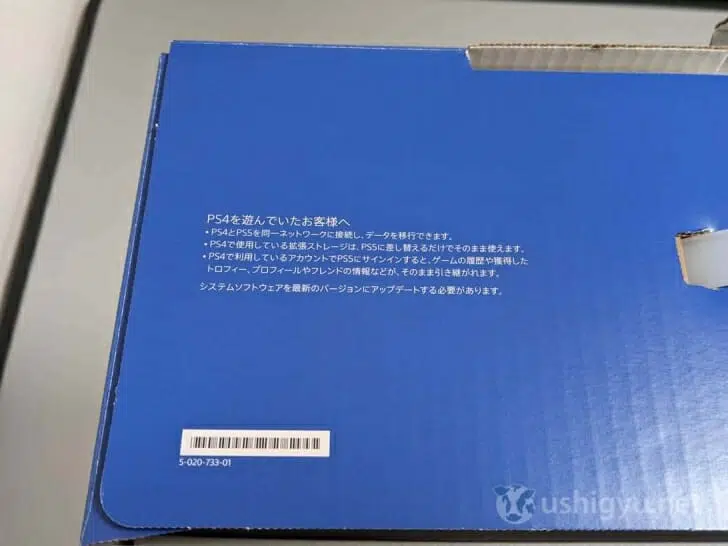 PS4を遊んでいたお客様へ
• PS4とPS5を同一ネットワークに接続し、データを移行できます。
• PS4で使用している拡張ストレージは、PS5に差し替えるだけでそのまま使えます。
• PS4で利用しているアカウントでPS5にサインインすると、ゲームの履歴や獲得した
トロフィー、プロフィールやフレンドの情報などが、そのまま引き継がれます。
システムソフトウェアを最新のバージョンにアップデートする必要があります。
5-020-733-01
ushigyu.net